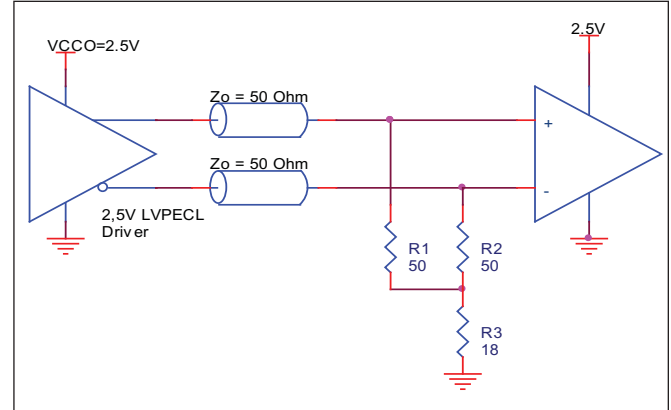 VCCO=2.5V
2.5V
Zo = 50 Ohm
+
Zo = 50 Ohm
-
2,5V LVPECL
Driver
R1
50
R2
50
R3
18